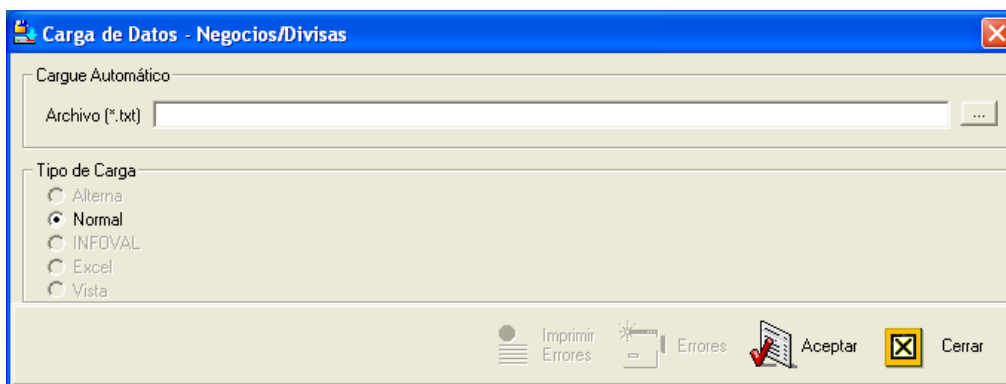 Carga de Datos - Negocios/Divisas
Cargue Automático
Archivo (*.txt)
...
Tipo de Carga
Alterna
Normal
INFOVAL
Excel
Vista
Imprimir
Errores
Errores
Aceptar
Cerrar